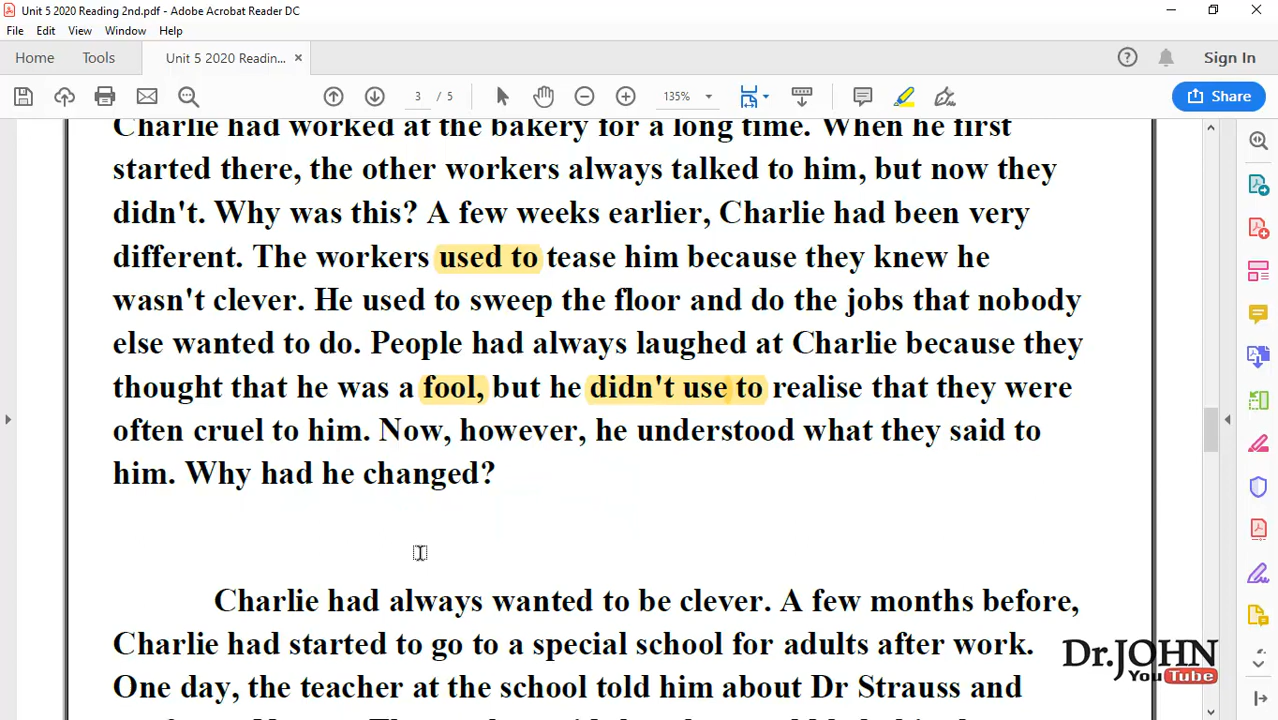 Unit 5 2020 Reading 2nd.pdf - Adobe Acrobat Reader DC
File Edit View Window Help
Home Tools Unit 5 2020 Readin... × Sign In
3 / 5 135% Share
Charlie had worked at the bakery for a long time. When he first
started there, the other workers always talked to him, but now they
didn't. Why was this? A few weeks earlier, Charlie had been very
different. The workers used to tease him because they knew he
wasn't clever. He used to sweep the floor and do the jobs that nobody
else wanted to do. People had always laughed at Charlie because they
thought that he was a fool, but he didn't use to realise that they were
often cruel to him. Now, however, he understood what they said to
him. Why had he changed?
Charlie had always wanted to be clever. A few months before,
Charlie had started to go to a special school for adults after work.
One day, the teacher at the school told him about Dr Strauss and
Dr.JOHN
YouTube